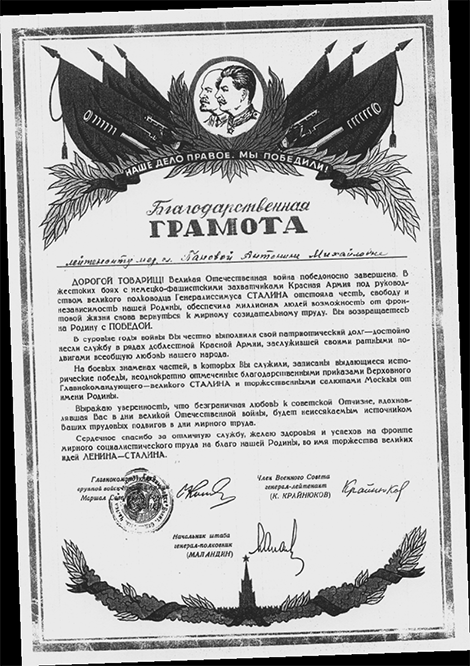 НАШЕ ДЕЛО ПРАВОЕ. МЫ ПОБЕДИЛИ!
Благодарственная
ГРАМОТА
лейтенанту мед. сл. Пановой Антонине Михайловне
ДОРОГОЙ ТОВАРИЩ! Великая Отечественная война победоносно завершена. В
жестоких боях с немецко-фашистскими захватчиками Красная Армия под руковод-
ством великого полководца Генералиссимуса СТАЛИНА отстояла честь, свободу и
независимость нашей Родины, обеспечила миллионам людей возможность от фрон-
товой жизни снова вернуться к мирному созидательному труду. Вы возвращаетесь
на Родину с ПОБЕДОЙ.
В суровые годы войны Вы честно выполнили свой патриотический долг—достойно
несли службу в рядах доблестной Красной Армии, заслужившей своими ратными по-
двигами всеобщую любовь нашего народа.
На боевых знаменах частей, в которых Вы служили, записаны выдающиеся исто-
рические победы, неоднократно отмеченные благодарственными приказами Верховного
Главнокомандующего—великого СТАЛИНА и торжественными салютами Москвы от
имени Родины.
Выражаю уверенность, что безграничная любовь к советской Отчизне, вдохнов-
лявшая Вас в дни великой Отечественной войны, будет неиссякаемым источником
Ваших трудовых подвигов в дни мирного труда.
Сердечное спасибо за отличную службу, желаю здоровья и успехов на фронте
мирного социалистического труда на благо нашей Родины, во имя торжества великих
идей ЛЕНИНА—СТАЛИНА.
Маршал
Член Военного Совета
генерал-лейтенант
(К. КРАЙНЮКОВ)
Крайнюков
Начальник штаба
генерал-полковник
(МАЛАНДИН)